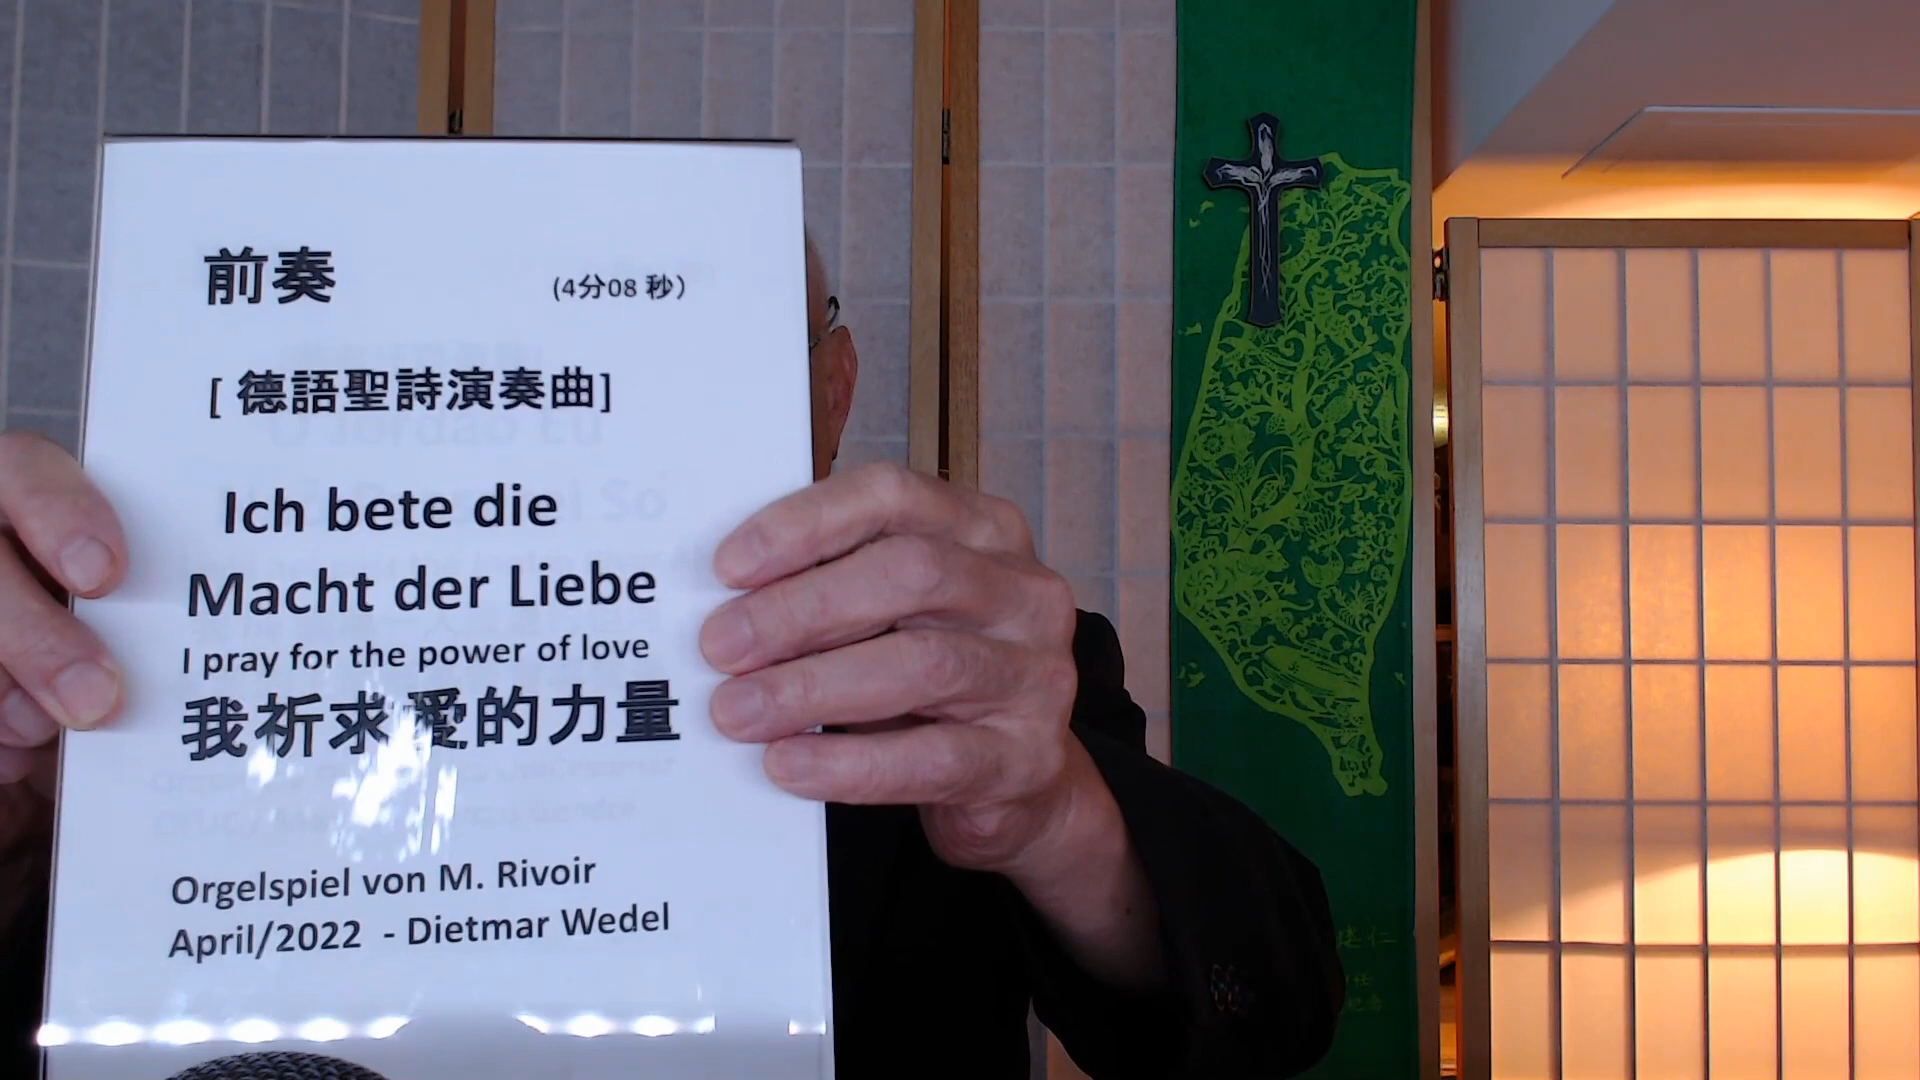 前奏 (4分08 秒)
[ 德語聖詩演奏曲]
Ich bete die
Macht der Liebe
I pray for the power of love
我祈求愛的力量
Orgelspiel von M. Rivoir
April/2022 - Dietmar Wedel